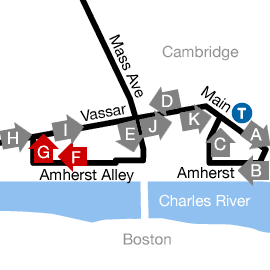 Mass Ave
Cambridge
Main
T
Vassar
D
K
A
H
I
E
J
C
G
F
B
Amherst Alley
Amherst
Charles River
Boston